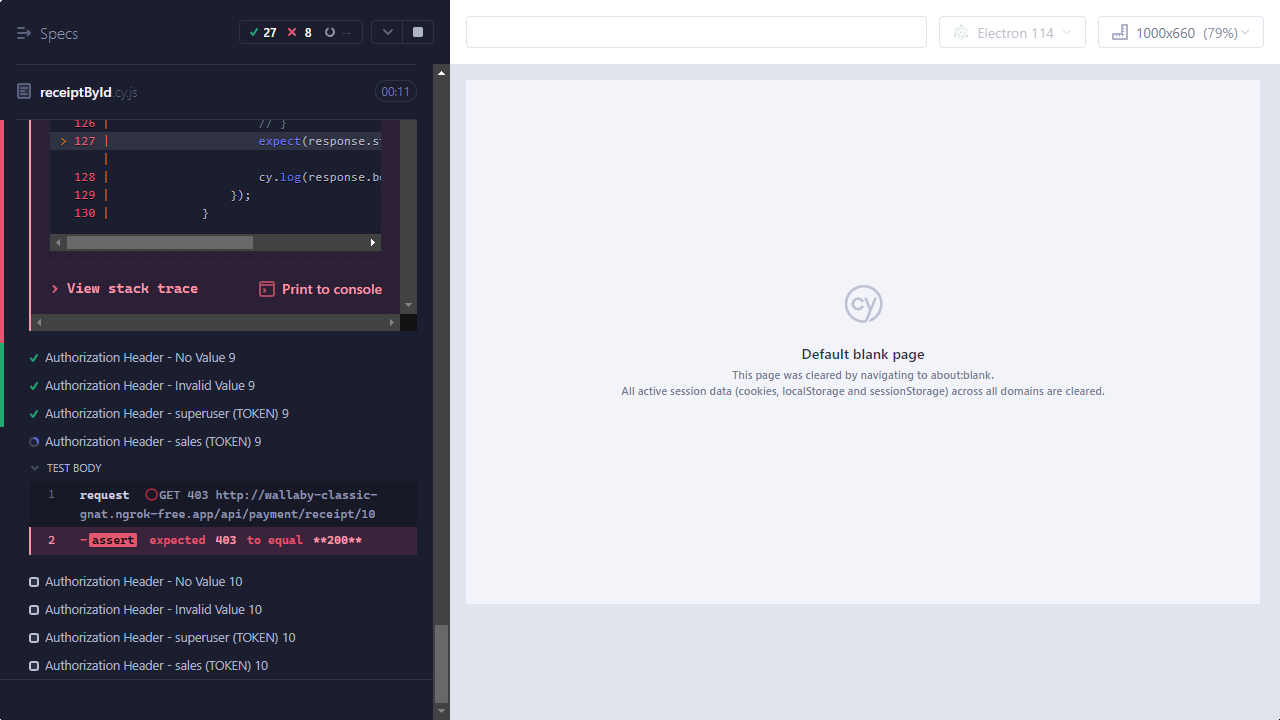 Specs
27
8
--
Electron 114
1000x660 (79%)
receiptById.cy.js
00:11
126 | // }
> 127 | expect(response.st
|
128 | cy.log(response.bo
129 | });
130 | }
View stack trace
Print to console
Authorization Header - No Value 9
Authorization Header - Invalid Value 9
Authorization Header - superuser (TOKEN) 9
Authorization Header - sales (TOKEN) 9
TEST BODY
1 request GET 403 http://wallaby-classic-
gnat.ngrok-free.app/api/payment/receipt/10
2 -assert expected 403 to equal **200**
Authorization Header - No Value 10
Authorization Header - Invalid Value 10
Authorization Header - superuser (TOKEN) 10
Authorization Header - sales (TOKEN) 10
cy
Default blank page
This page was cleared by navigating to about:blank.
All active session data (cookies, localStorage and sessionStorage) across all domains are cleared.